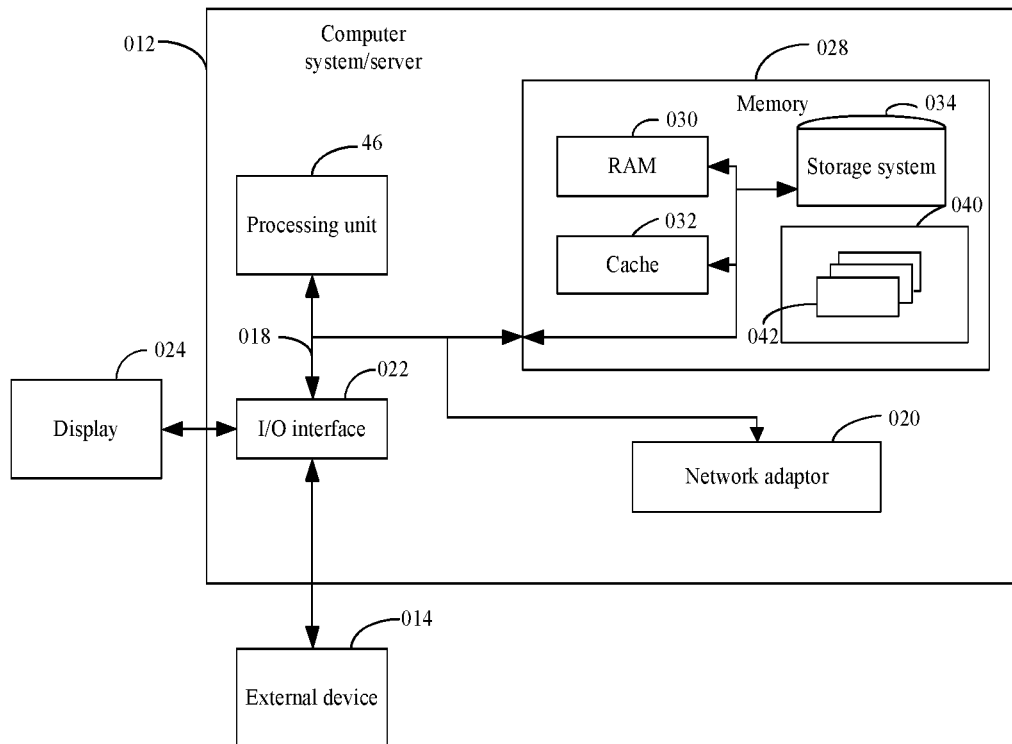 Computer
system/server
012
028
Memory
034
030
RAM
Storage system
46
Processing unit
032
Cache
040
042
018
024
022
Display
I/O interface
020
Network adaptor
014
External device